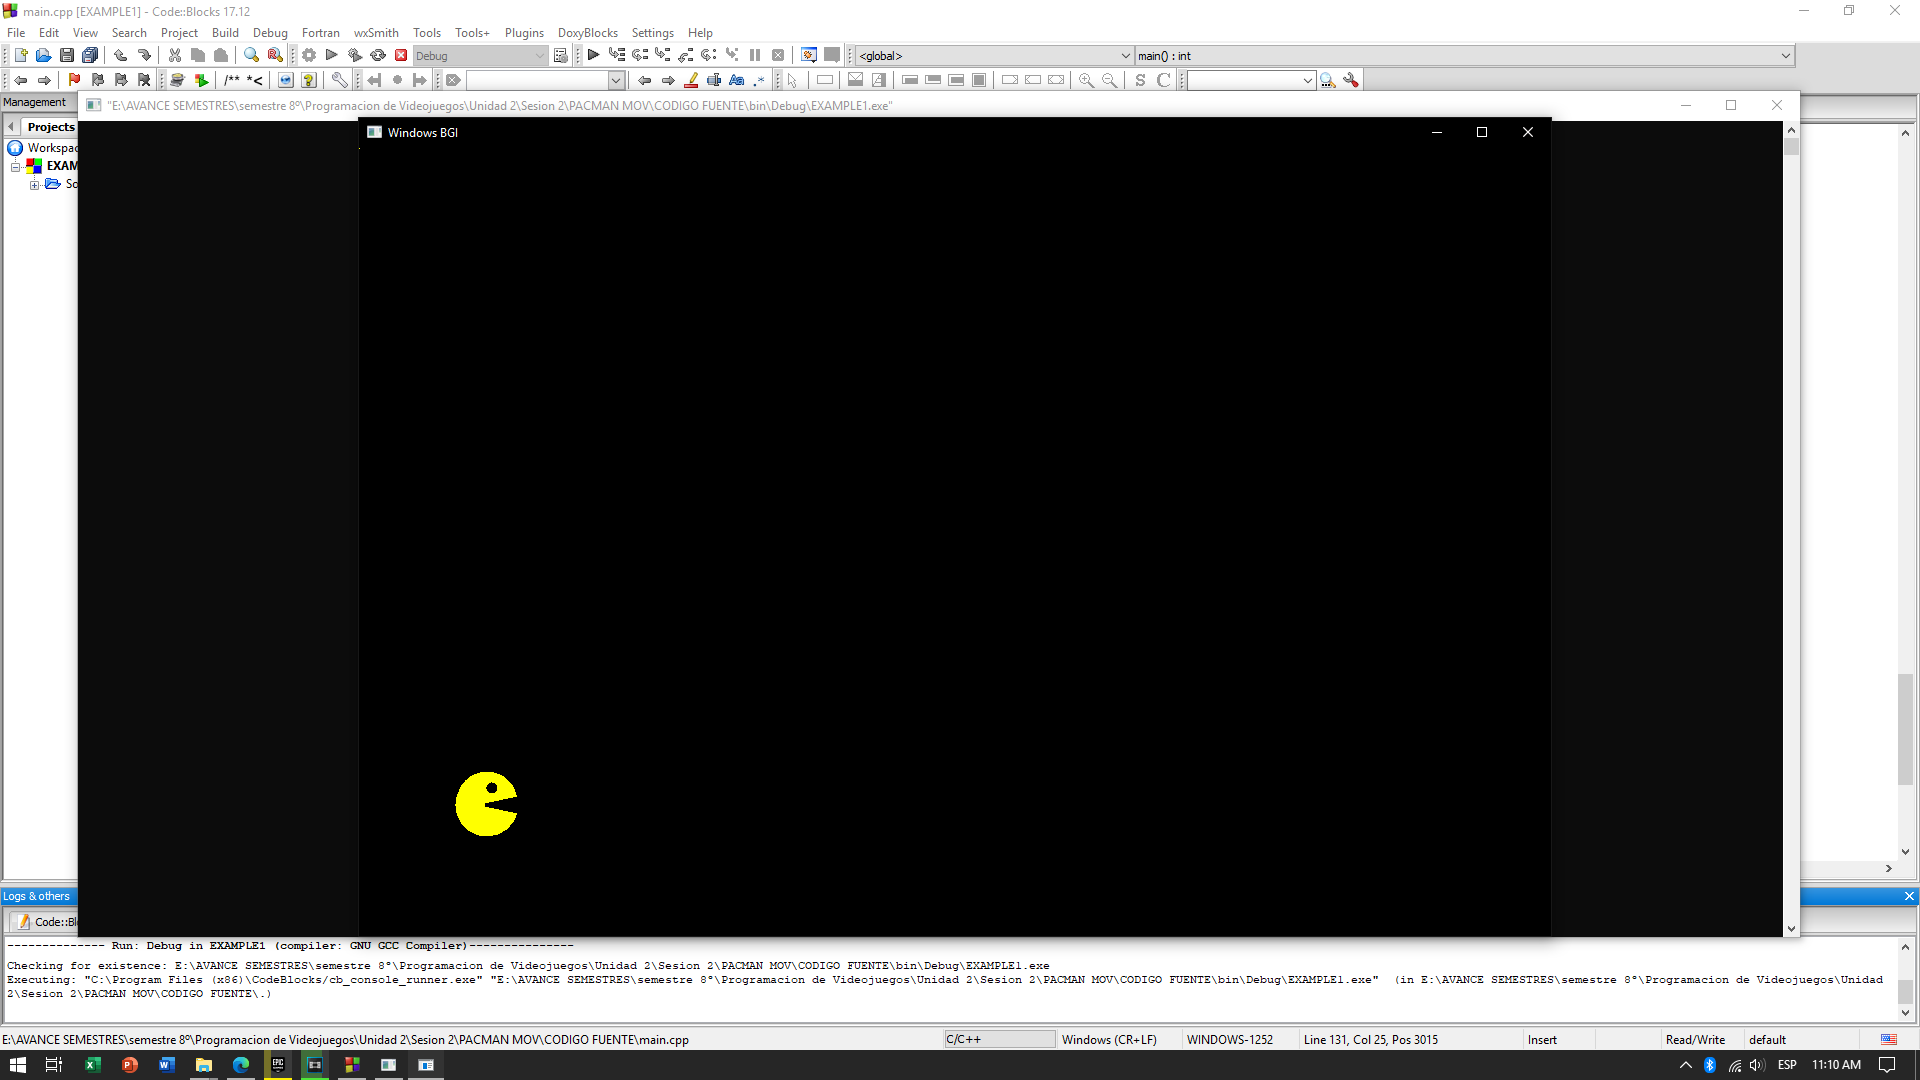 main.cpp [EXAMPLE1] - Code::Blocks 17.12
File Edit View Search Project Build Debug Fortran wxSmith Tools Tools+ Plugins DoxyBlocks Settings Help
Debug <global> main() : int
/** *<
Management
"E:\AVANCE SEMESTRES\semestre 8º\Programacion de Videojuegos\Unidad 2\Sesion 2\PACMAN MOV\CODIGO FUENTE\bin\Debug\EXAMPLE1.exe"
Projects
Windows BGI
Workspac
EXAM
So
Logs & others
Code::Bl
-------------- Run: Debug in EXAMPLE1 (compiler: GNU GCC Compiler)---------------
Checking for existence: E:\AVANCE SEMESTRES\semestre 8º\Programacion de Videojuegos\Unidad 2\Sesion 2\PACMAN MOV\CODIGO FUENTE\bin\Debug\EXAMPLE1.exe
Executing: "C:\Program Files (x86)\CodeBlocks/cb_console_runner.exe" "E:\AVANCE SEMESTRES\semestre 8º\Programacion de Videojuegos\Unidad 2\Sesion 2\PACMAN MOV\CODIGO FUENTE\bin\Debug\EXAMPLE1.exe"  (in E:\AVANCE SEMESTRES\semestre 8º\Programacion de Videojuegos\Unidad
2\Sesion 2\PACMAN MOV\CODIGO FUENTE\.)
E:\AVANCE SEMESTRES\semestre 8º\Programacion de Videojuegos\Unidad 2\Sesion 2\PACMAN MOV\CODIGO FUENTE\main.cpp C/C++ Windows (CR+LF) WINDOWS-1252 Line 131, Col 25, Pos 3015 Insert Read/Write default
ESP 11:10 AM